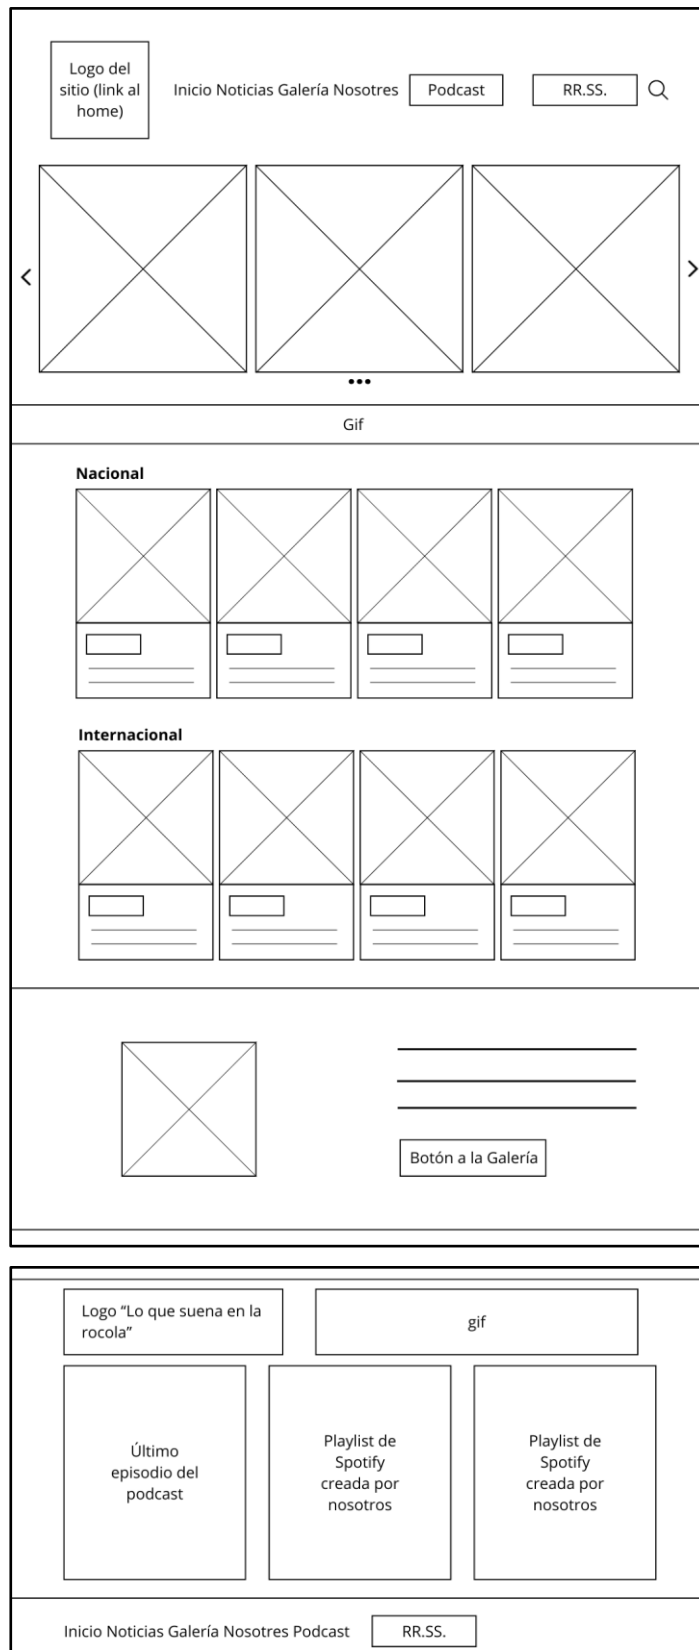 Logo del
sitio (link al
home)
Inicio Noticias Galería Nosotres
Podcast
RR.SS.
Gif
Nacional
Internacional
Botón a la Galería
Logo “Lo que suena en la
rocola”
gif
Último
episodio del
podcast
Playlist de
Spotify
creada por
nosotros
Playlist de
Spotify
creada por
nosotros
Inicio Noticias Galería Nosotres Podcast
RR.SS.